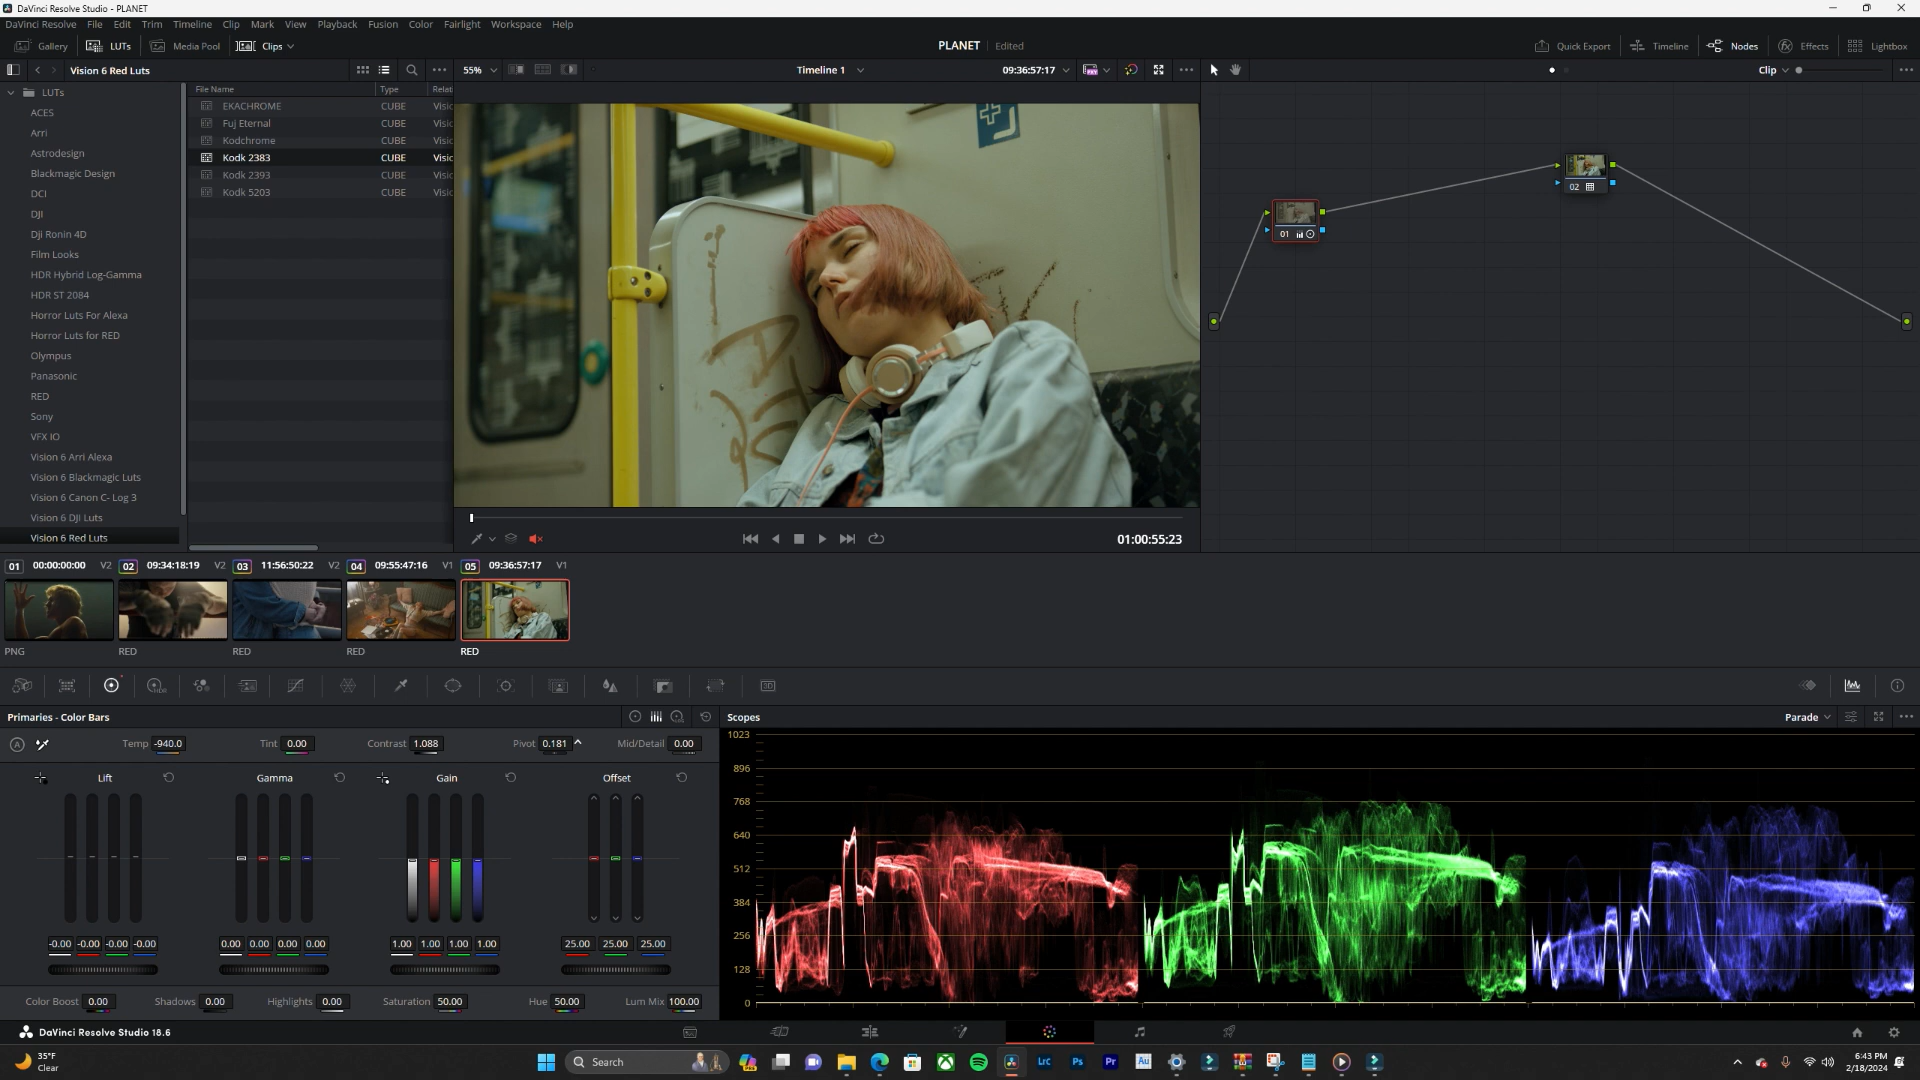 DaVinci Resolve Studio - PLANET
DaVinci Resolve File Edit Trim Timeline Clip Mark View Playback Fusion Color Fairlight Workspace Help
Gallery LUTs Media Pool Clips PLANET Edited Quick Export Timeline Nodes Effects Lightbox
Vision 6 Red Luts 55% Timeline 1 09:36:57:17 Clip
LUTs
ACES
Arri
Astrodesign
Blackmagic Design
DCI
DJI
Dji Ronin 4D
Film Looks
HDR Hybrid Log-Gamma
HDR ST 2084
Horror Luts For Alexa
Horror Luts for RED
Olympus
Panasonic
RED
Sony
VFX IO
Vision 6 Arri Alexa
Vision 6 Blackmagic Luts
Vision 6 Canon C- Log 3
Vision 6 DJI Luts
Vision 6 Red Luts
File Name Type Relati
EKACHROME CUBE Visic
Fuj Eternal CUBE Visic
Kodchrome CUBE Visic
Kodk 2383 CUBE Visic
Kodk 2393 CUBE Visic
Kodk 5203 CUBE Visic
02
01
01:00:55:23
01 00:00:00:00 V2 02 09:34:18:19 V2 03 11:56:50:22 V2 04 09:55:47:16 V1 05 09:36:57:17 V1
PNG RED RED RED RED
Primaries - Color Bars
Temp -940.0 Tint 0.00 Contrast 1.088 Pivot 0.181 Mid/Detail 0.00
Lift Gamma Gain Offset
-0.00 -0.00 -0.00 -0.00 0.00 0.00 0.00 0.00 1.00 1.00 1.00 1.00 25.00 25.00 25.00
Color Boost 0.00 Shadows 0.00 Highlights 0.00 Saturation 50.00 Hue 50.00 Lum Mix 100.00
Scopes Parade
1023
896
768
640
512
384
256
128
0
DaVinci Resolve Studio 18.6
35°F
Clear
Search
Lrc Ps Pr Au
6:43 PM
2/18/2024